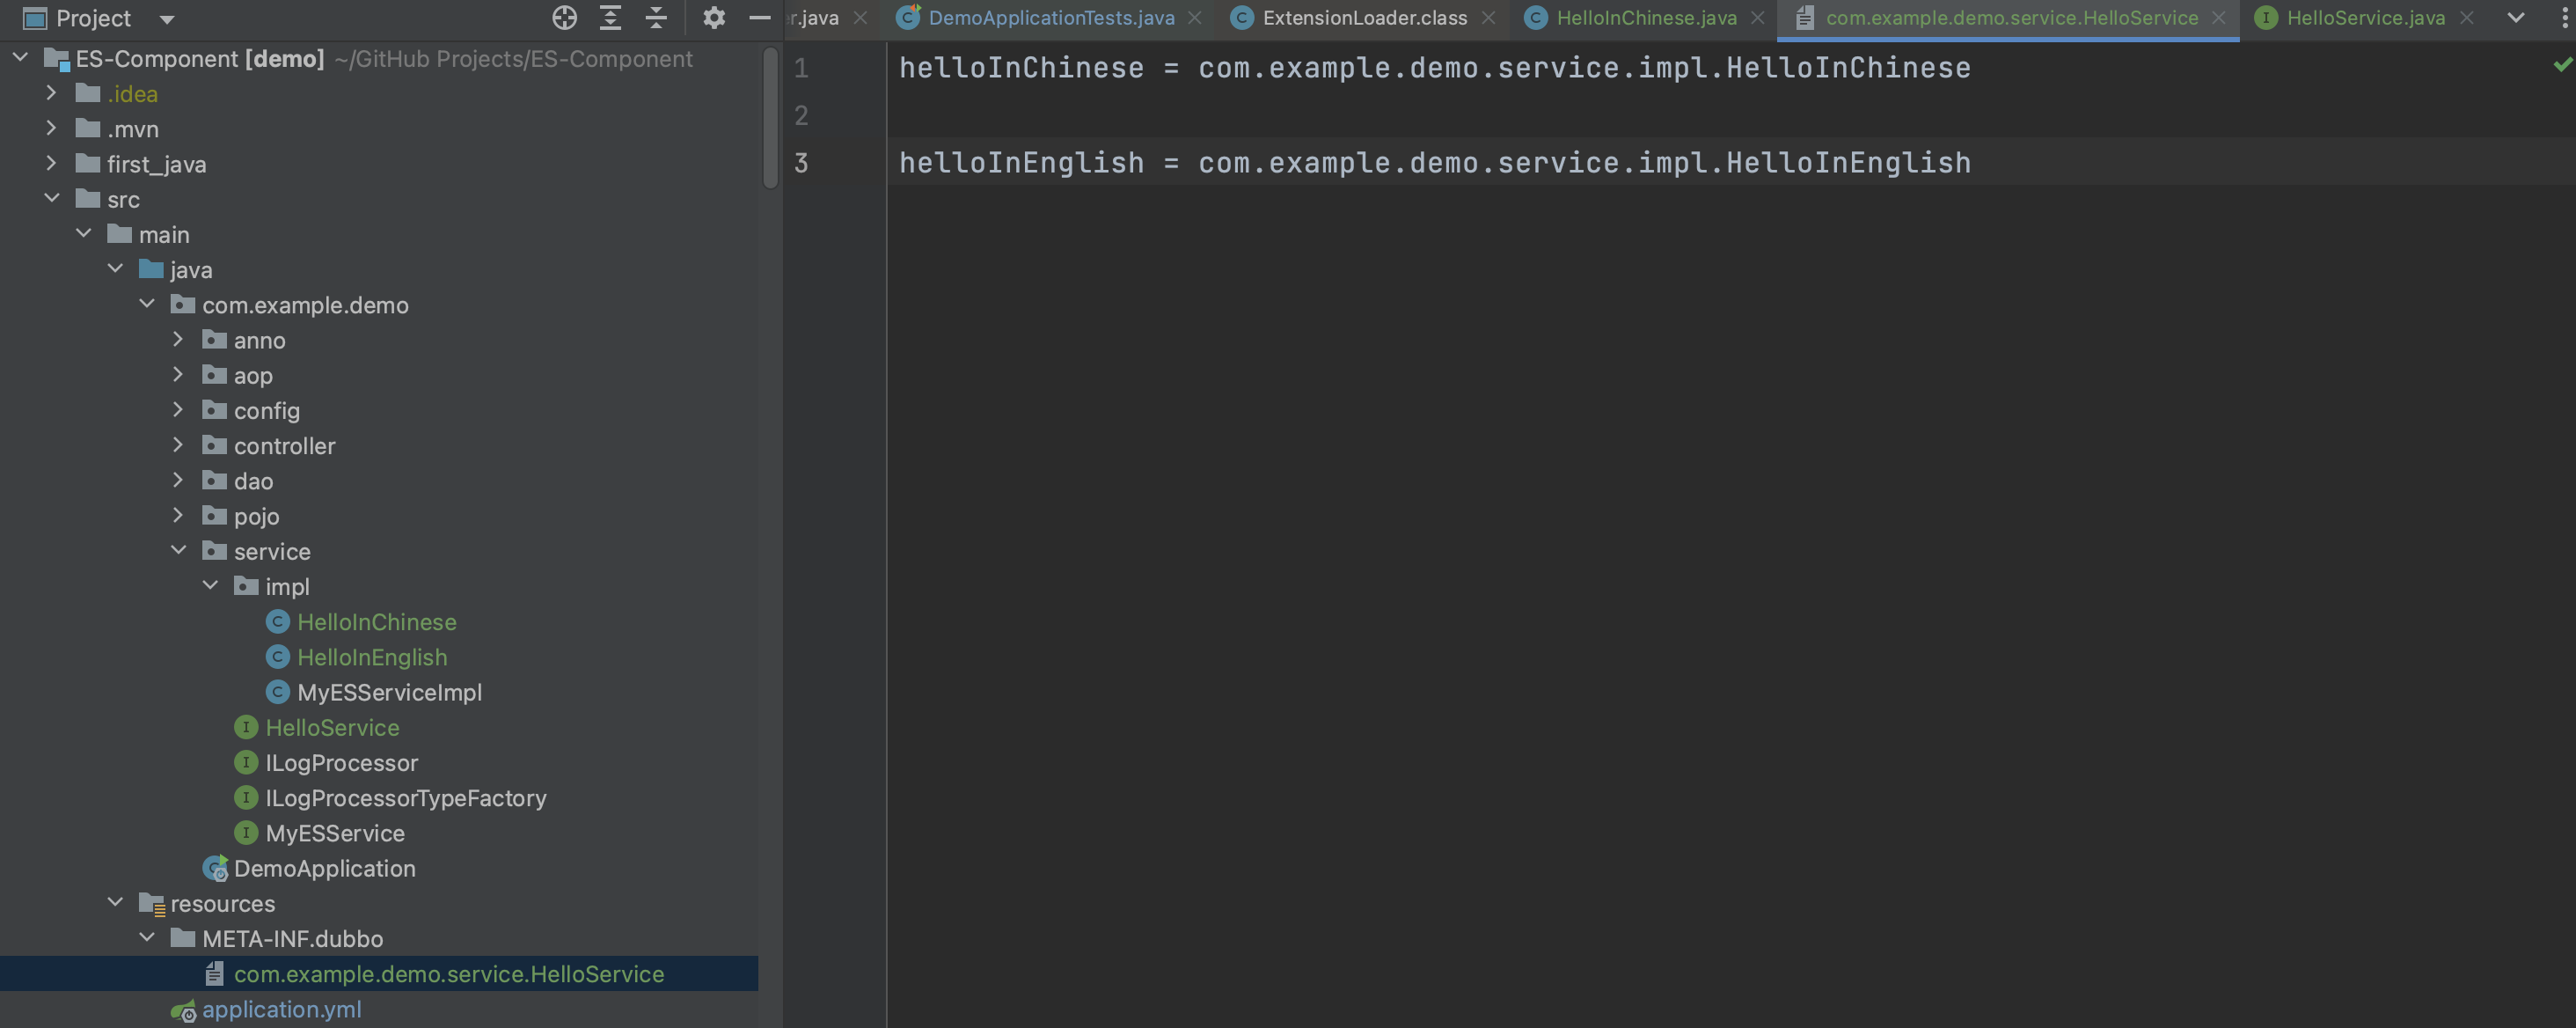 Project
er.java
DemoApplicationTests.java
ExtensionLoader.class
HelloInChinese.java
com.example.demo.service.HelloService
HelloService.java
ES-Component [demo] ~/GitHub Projects/ES-Component
.idea
.mvn
first_java
src
main
java
com.example.demo
anno
aop
config
controller
dao
pojo
service
impl
HelloInChinese
HelloInEnglish
MyESServiceImpl
HelloService
ILogProcessor
ILogProcessorTypeFactory
MyESService
DemoApplication
resources
META-INF.dubbo
com.example.demo.service.HelloService
application.yml
1 helloInChinese = com.example.demo.service.impl.HelloInChinese
2
3 helloInEnglish = com.example.demo.service.impl.HelloInEnglish